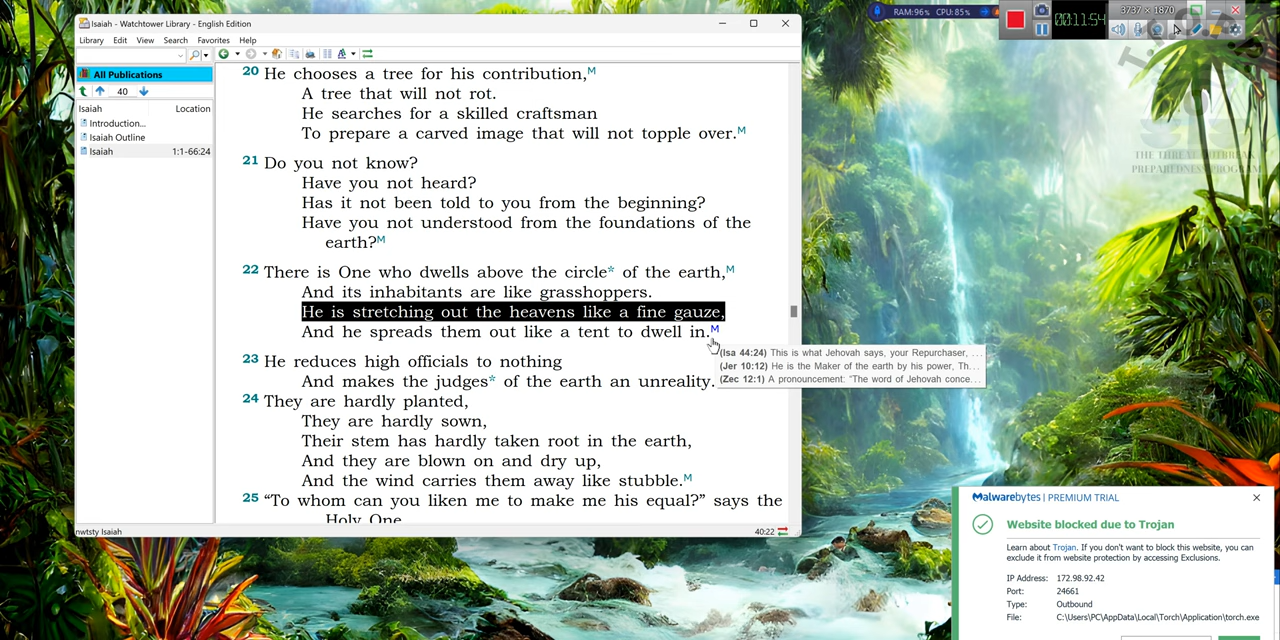 Isaiah - Watchtower Library - English Edition
Library Edit View Search Favorites Help
All Publications
40
Isaiah Location
Introduction...
Isaiah Outline
Isaiah 1:1-66:24
20 He chooses a tree for his contribution,M
A tree that will not rot.
He searches for a skilled craftsman
To prepare a carved image that will not topple over.M
21 Do you not know?
Have you not heard?
Has it not been told to you from the beginning?
Have you not understood from the foundations of the
earth?M
22 There is One who dwells above the circle* of the earth,M
And its inhabitants are like grasshoppers.
He is stretching out the heavens like a fine gauze,
And he spreads them out like a tent to dwell in.M
(Isa 44:24) This is what Jehovah says, your Repurchaser, ...
(Jer 10:12) He is the Maker of the earth by his power, Th...
(Zec 12:1) A pronouncement: “The word of Jehovah conce...
23 He reduces high officials to nothing
And makes the judges* of the earth an unreality.
24 They are hardly planted,
They are hardly sown,
Their stem has hardly taken root in the earth,
And they are blown on and dry up,
And the wind carries them away like stubble.M
25 “To whom can you liken me to make me his equal?” says the
Holy One.
nwtsty Isaiah 40:22
RAM:96% CPU:85%
00:11:54
3737 × 1870
THE THREAT OUTBREAK
PREPAREDNESS PROGRAM
Malwarebytes | PREMIUM TRIAL
Website blocked due to Trojan
Learn about Trojan. If you don't want to block this website, you can
exclude it from website protection by accessing Exclusions.
IP Address: 172.98.92.42
Port: 24661
Type: Outbound
File: C:\Users\PC\AppData\Local\Torch\Application\torch.exe